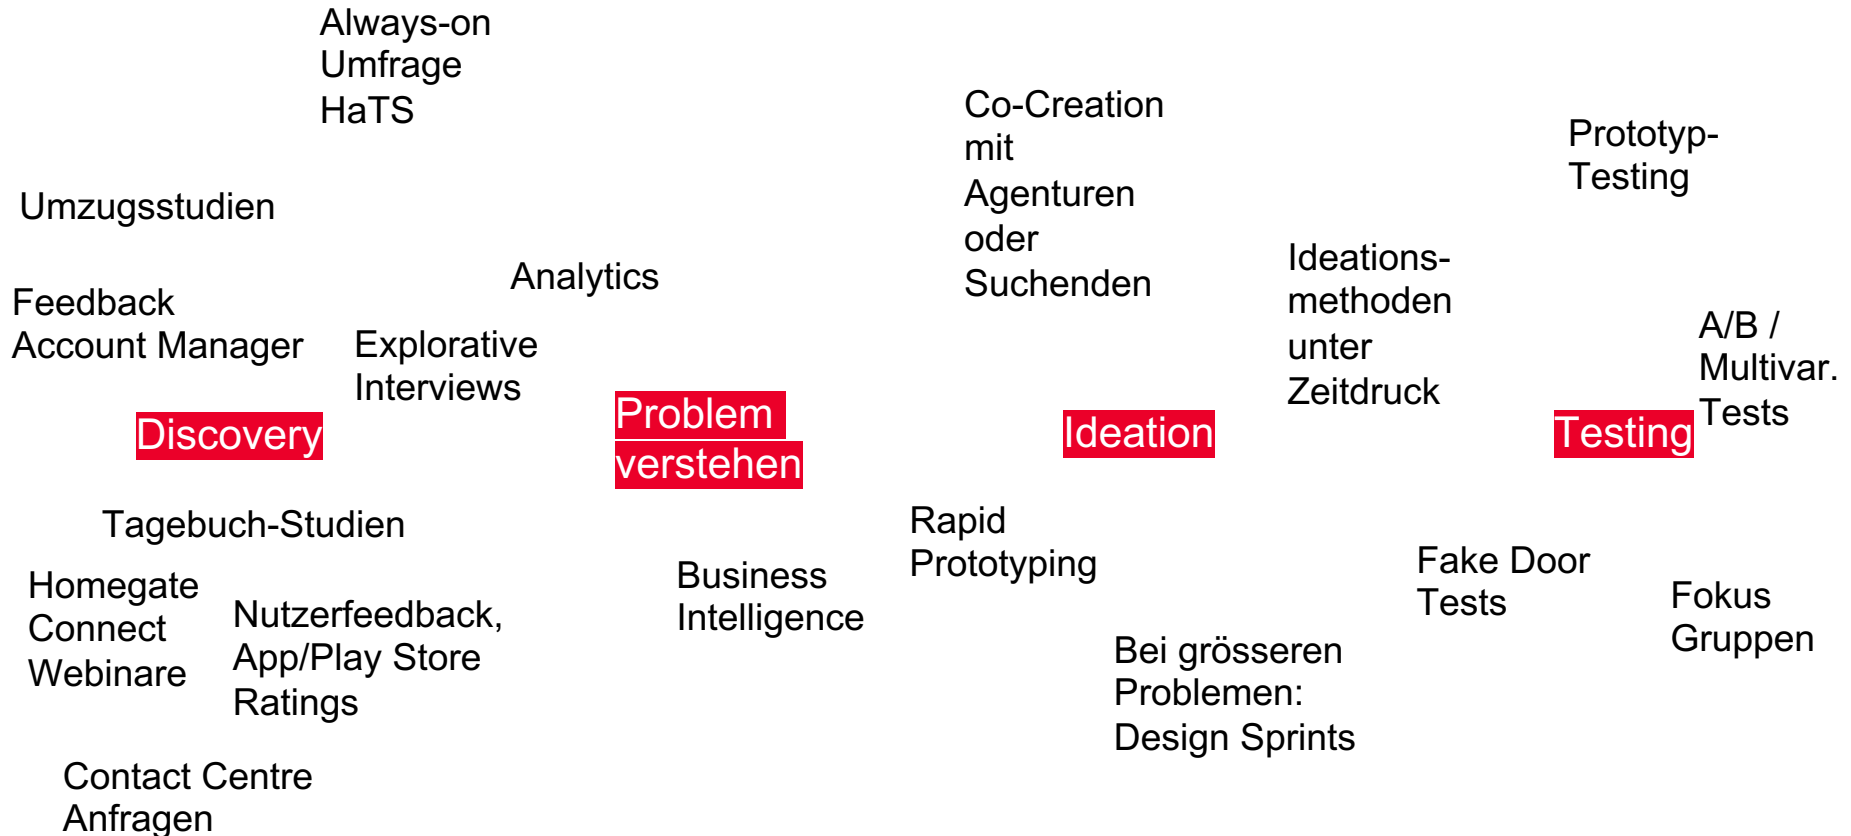 Always-on
Umfrage
HaTS
Umzugsstudien
Feedback
Account Manager
Analytics
Explorative
Interviews
Discovery
Problem
verstehen
Tagebuch-Studien
Homegate
Connect
Webinare
Nutzerfeedback,
App/Play Store
Ratings
Contact Centre
Anfragen
Business
Intelligence
Co-Creation
mit
Agenturen
oder
Suchenden
Ideations-
methoden
unter
Zeitdruck
Ideation
Rapid
Prototyping
Bei grösseren
Problemen:
Design Sprints
Prototyp-
Testing
A/B /
Multivar.
Tests
Testing
Fake Door
Tests
Fokus
Gruppen